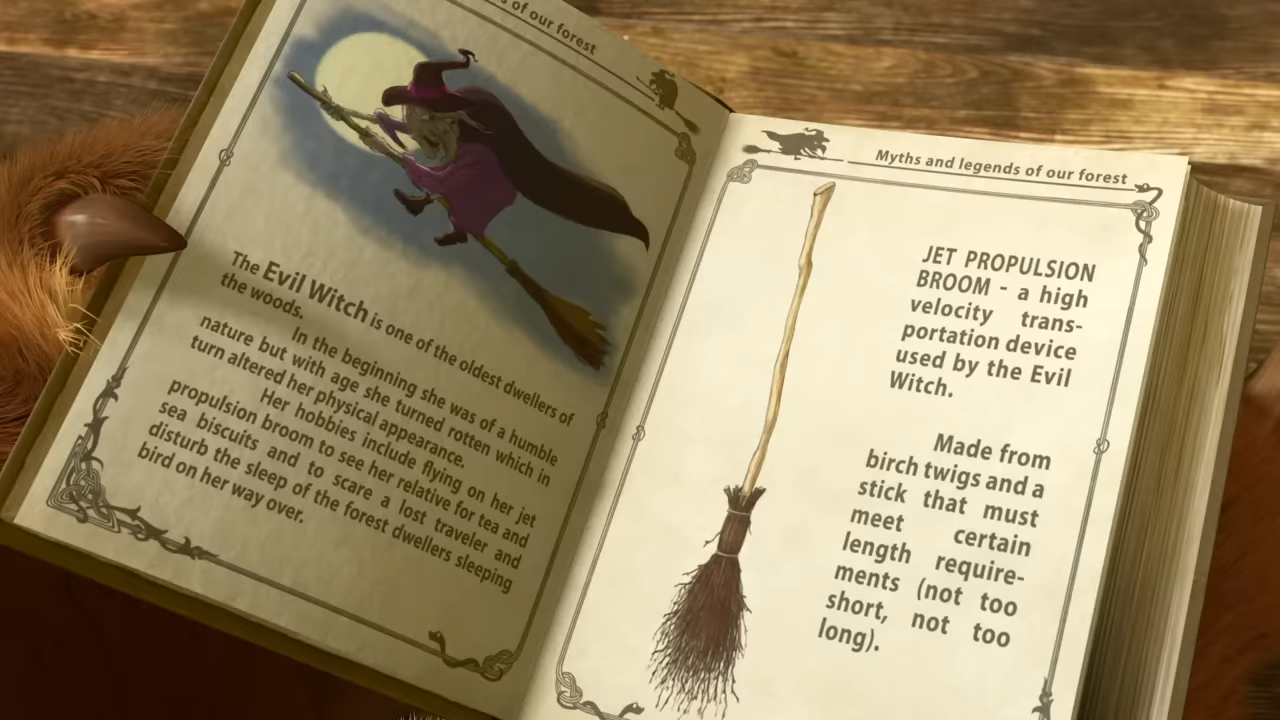 s of our forest
The Evil Witch is one of the oldest dwellers of
the woods.
In the beginning she was of a humble
nature but with age she turned rotten which in
turn altered her physical appearance.
Her hobbies include flying on her jet
propulsion broom to see her relative for tea and
sea biscuits and to scare a lost traveler and
disturb the sleep of the forest dwellers sleeping
bird on her way over.
Myths and legends of our forest
JET PROPULSION
BROOM - a high
velocity trans-
portation device
used by the Evil
Witch.
Made from
birch twigs and a
stick that must
meet certain
length require-
ments (not too
short, not too
long).